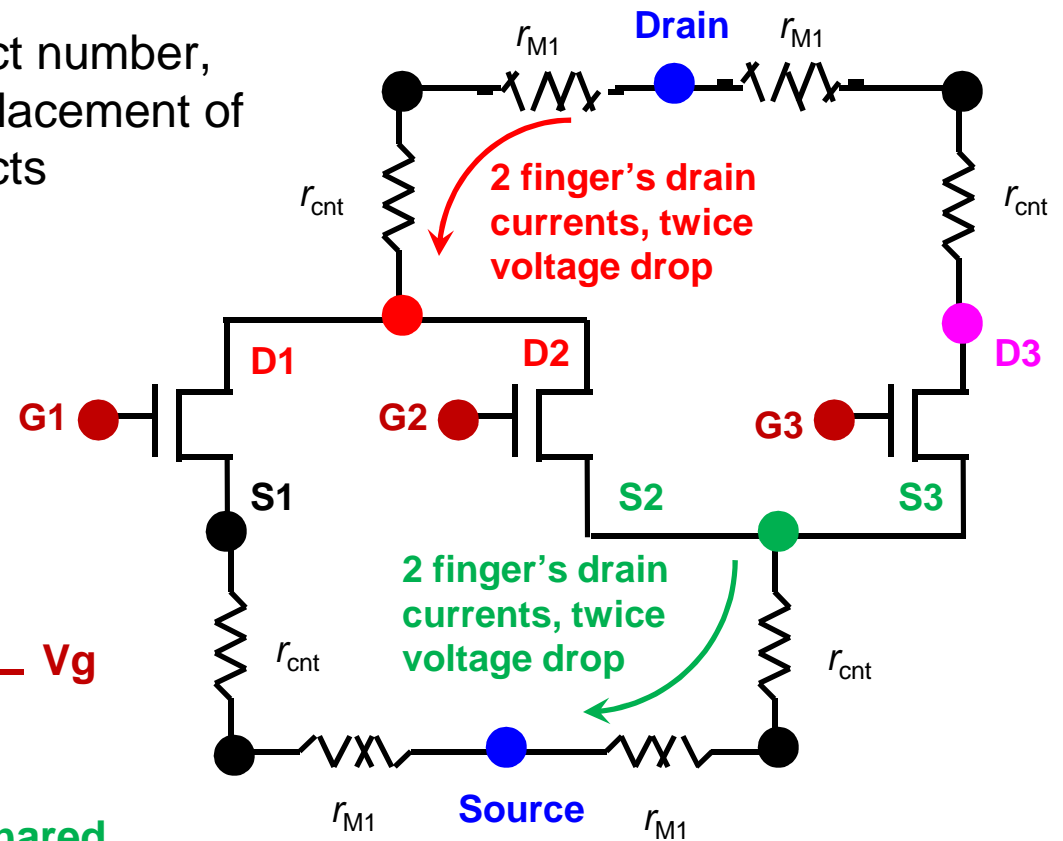 ct number,
lacement of
cts
rM1
Drain
rM1
rcnt
2 finger's drain
currents, twice
voltage drop
rcnt
D1
D2
D3
G1
G2
G3
S1
S2
S3
2 finger's drain
currents, twice
voltage drop
Vg
rcnt
rcnt
rM1
Source
rM1
hared